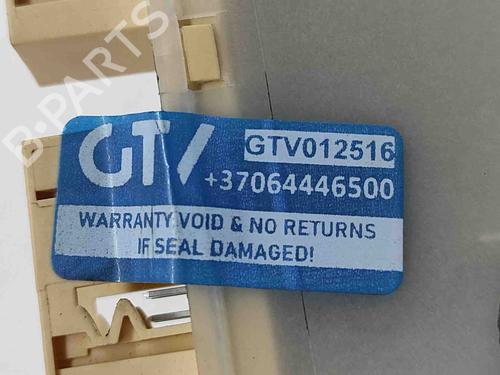 B-PARTS
GTV
GTV012516
+37064446500
WARRANTY VOID & NO RETURNS
IF SEAL DAMAGED!